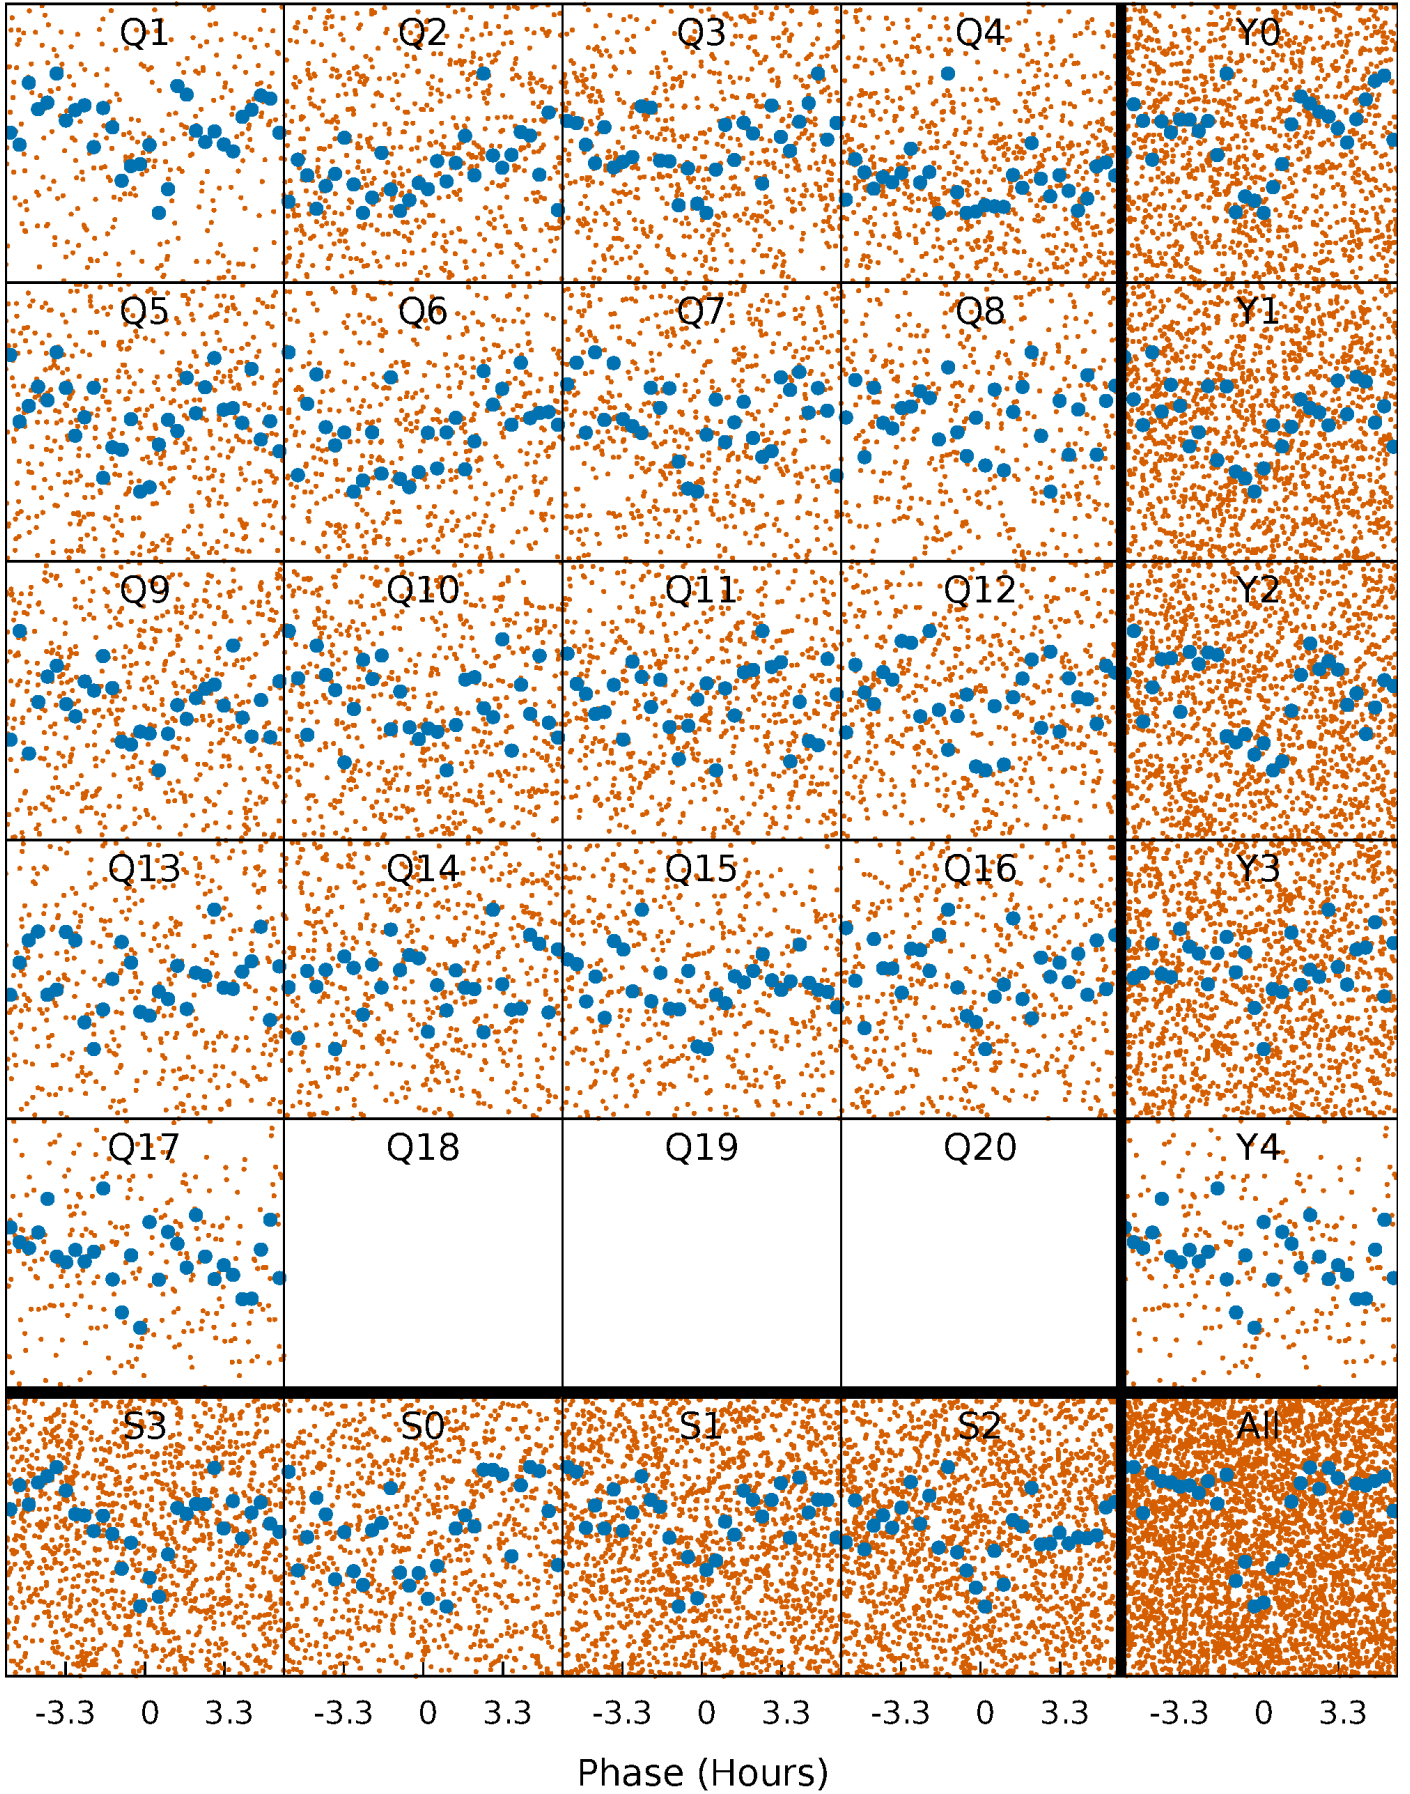 Q1 Q2 Q3 Q4 Y0
Q5 Q6 Q7 Q8 Y1
Q9 Q10 Q11 Q12 Y2
Q13 Q14 Q15 Q16 Y3
Q17 Q18 Q19 Q20 Y4
S3 S0 S1 S2 All
-3.3 0 3.3 -3.3 0 3.3 -3.3 0 3.3 -3.3 0 3.3 -3.3 0 3.3
Phase (Hours)